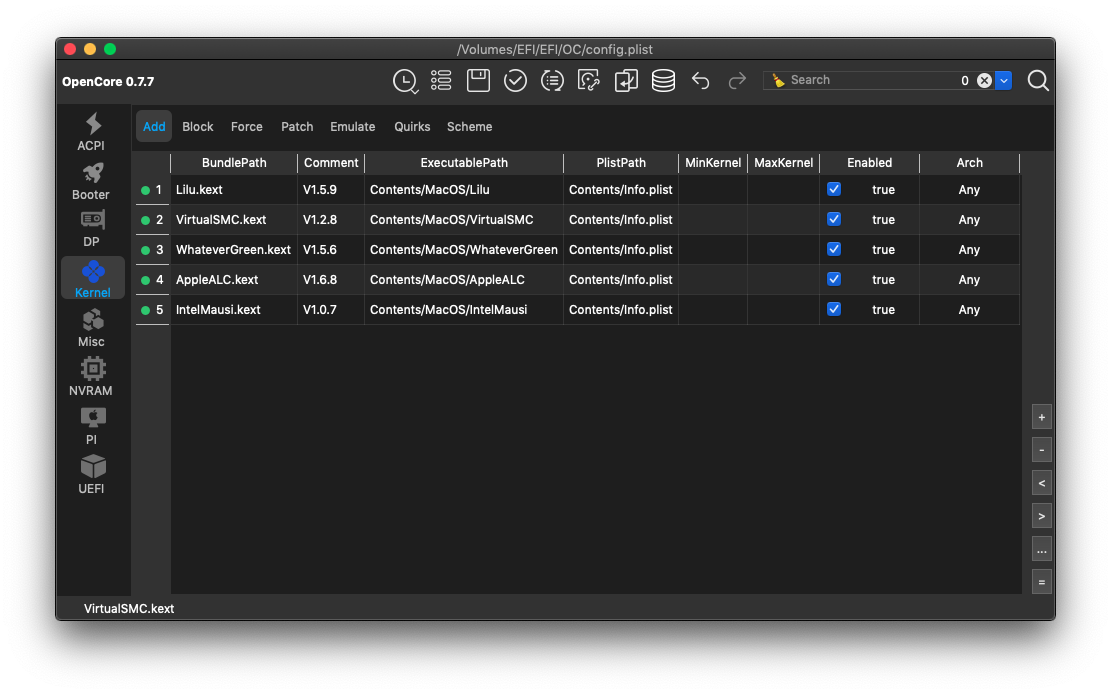 /Volumes/EFI/EFI/OC/config.plist
OpenCore 0.7.7
Search 0
Add Block Force Patch Emulate Quirks Scheme
ACPI
Booter
DP
Kernel
Misc
NVRAM
PI
UEFI
BundlePath Comment ExecutablePath PlistPath MinKernel MaxKernel Enabled Arch
1 Lilu.kext V1.5.9 Contents/MacOS/Lilu Contents/Info.plist true Any
2 VirtualSMC.kext V1.2.8 Contents/MacOS/VirtualSMC Contents/Info.plist true Any
3 WhateverGreen.kext V1.5.6 Contents/MacOS/WhateverGreen Contents/Info.plist true Any
4 AppleALC.kext V1.6.8 Contents/MacOS/AppleALC Contents/Info.plist true Any
5 IntelMausi.kext V1.0.7 Contents/MacOS/IntelMausi Contents/Info.plist true Any
+
-
<
>
...
=
VirtualSMC.kext